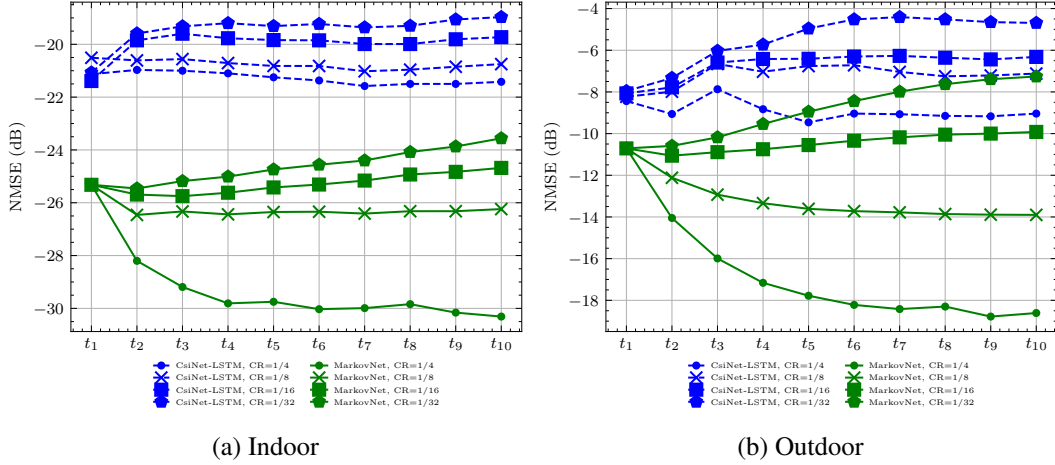 NMSE (dB)
−20
−22
−24
−26
−28
−30
t1 t2 t3 t4 t5 t6 t7 t8 t9 t10
CsiNet-LSTM, CR=1/4
CsiNet-LSTM, CR=1/8
CsiNet-LSTM, CR=1/16
CsiNet-LSTM, CR=1/32
MarkovNet, CR=1/4
MarkovNet, CR=1/8
MarkovNet, CR=1/16
MarkovNet, CR=1/32
(a) Indoor
NMSE (dB)
−4
−6
−8
−10
−12
−14
−16
−18
t1 t2 t3 t4 t5 t6 t7 t8 t9 t10
CsiNet-LSTM, CR=1/4
CsiNet-LSTM, CR=1/8
CsiNet-LSTM, CR=1/16
CsiNet-LSTM, CR=1/32
MarkovNet, CR=1/4
MarkovNet, CR=1/8
MarkovNet, CR=1/16
MarkovNet, CR=1/32
(b) Outdoor